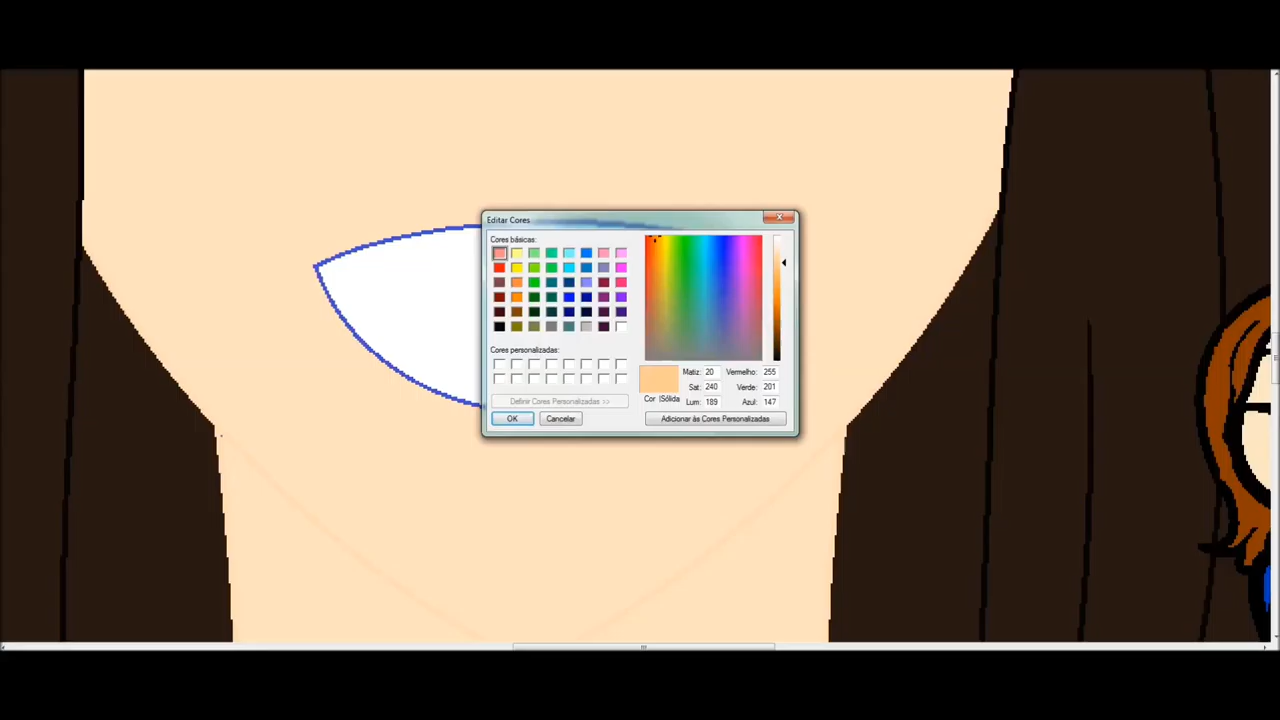 Editar Cores
Cores básicas:
Cores personalizadas:
Definir Cores Personalizadas >>
OK Cancelar
Cor |Sólida
Matiz: 20 Vermelho: 255
Sat: 240 Verde: 201
Lum: 189 Azul: 147
Adicionar às Cores Personalizadas